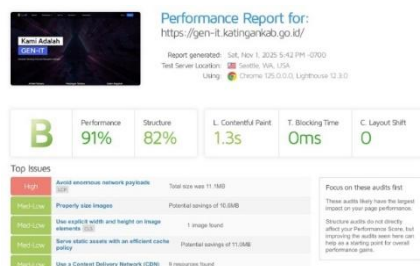 Performance Report for:
https://gen-it.katingankab.go.id/
Kami Adalah
GEN-IT
Report generated: Sat, Nov 1, 2025 5:42 PM -0700
Test Server Location: Seattle, WA, USA
Using: Chrome 125.0.0.0, Lighthouse 12.3.0
B
Performance
91%
Structure
82%
L. Contentful Paint
1.3s
T. Blocking Time
0ms
C. Layout Shift
0
Top Issues
High Avoid enormous network payloads LCP Total size was 11.1MB
Med-Low Properly size images Potential savings of 10.6MB
Med-Low Use explicit width and height on image elements CLS 1 image found
Med-Low Serve static assets with an efficient cache policy Potential savings of 11.0MB
Med-Low Use a Content Delivery Network (CDN) 9 resources found
Focus on these audits first
These audits likely have the largest
impact on your page performance.
Structure audits do not directly
affect your Performance Score, but
improving the audits seen here can
help as a starting point for overall
performance gains.